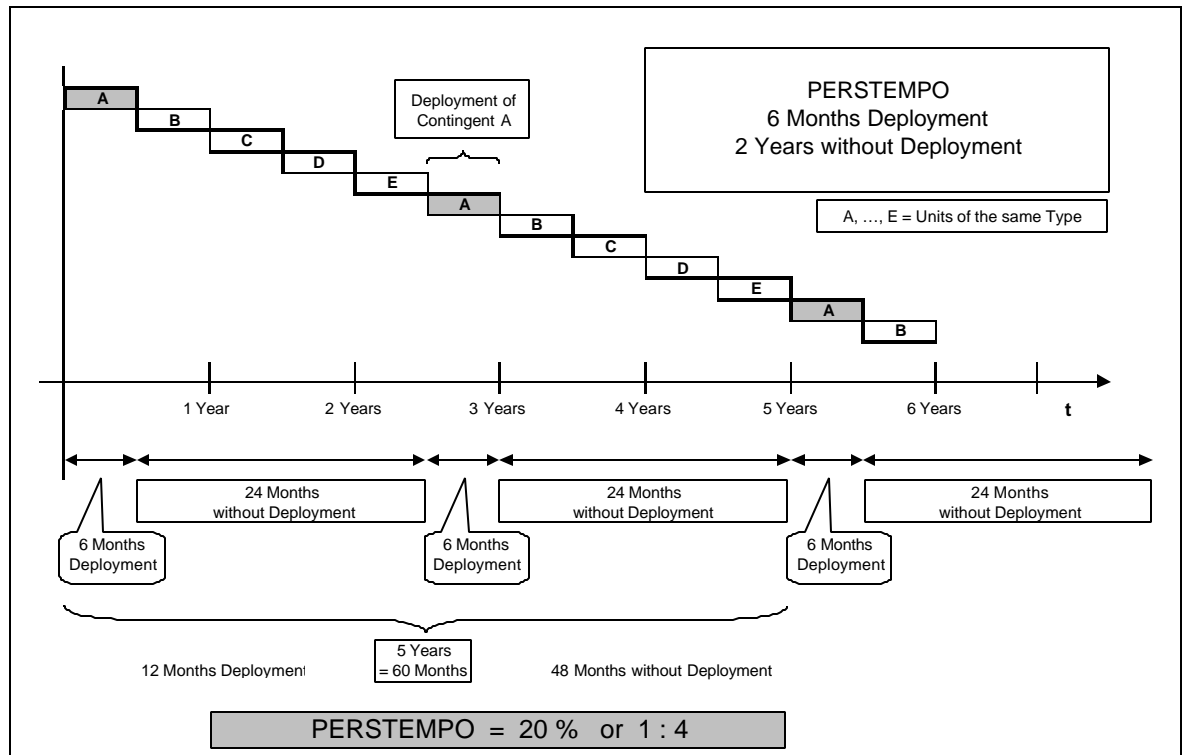 PERSTEMPO
6 Months Deployment
2 Years without Deployment
A, …, E = Units of the same Type
Deployment of
Contingent A
A
B
C
D
E
A
B
C
D
E
A
B
1 Year
2 Years
3 Years
4 Years
5 Years
6 Years
t
24 Months
without Deployment
24 Months
without Deployment
24 Months
without Deployment
6 Months
Deployment
6 Months
Deployment
6 Months
Deployment
5 Years
= 60 Months
12 Months Deployment
48 Months without Deployment
PERSTEMPO = 20 % or 1 : 4